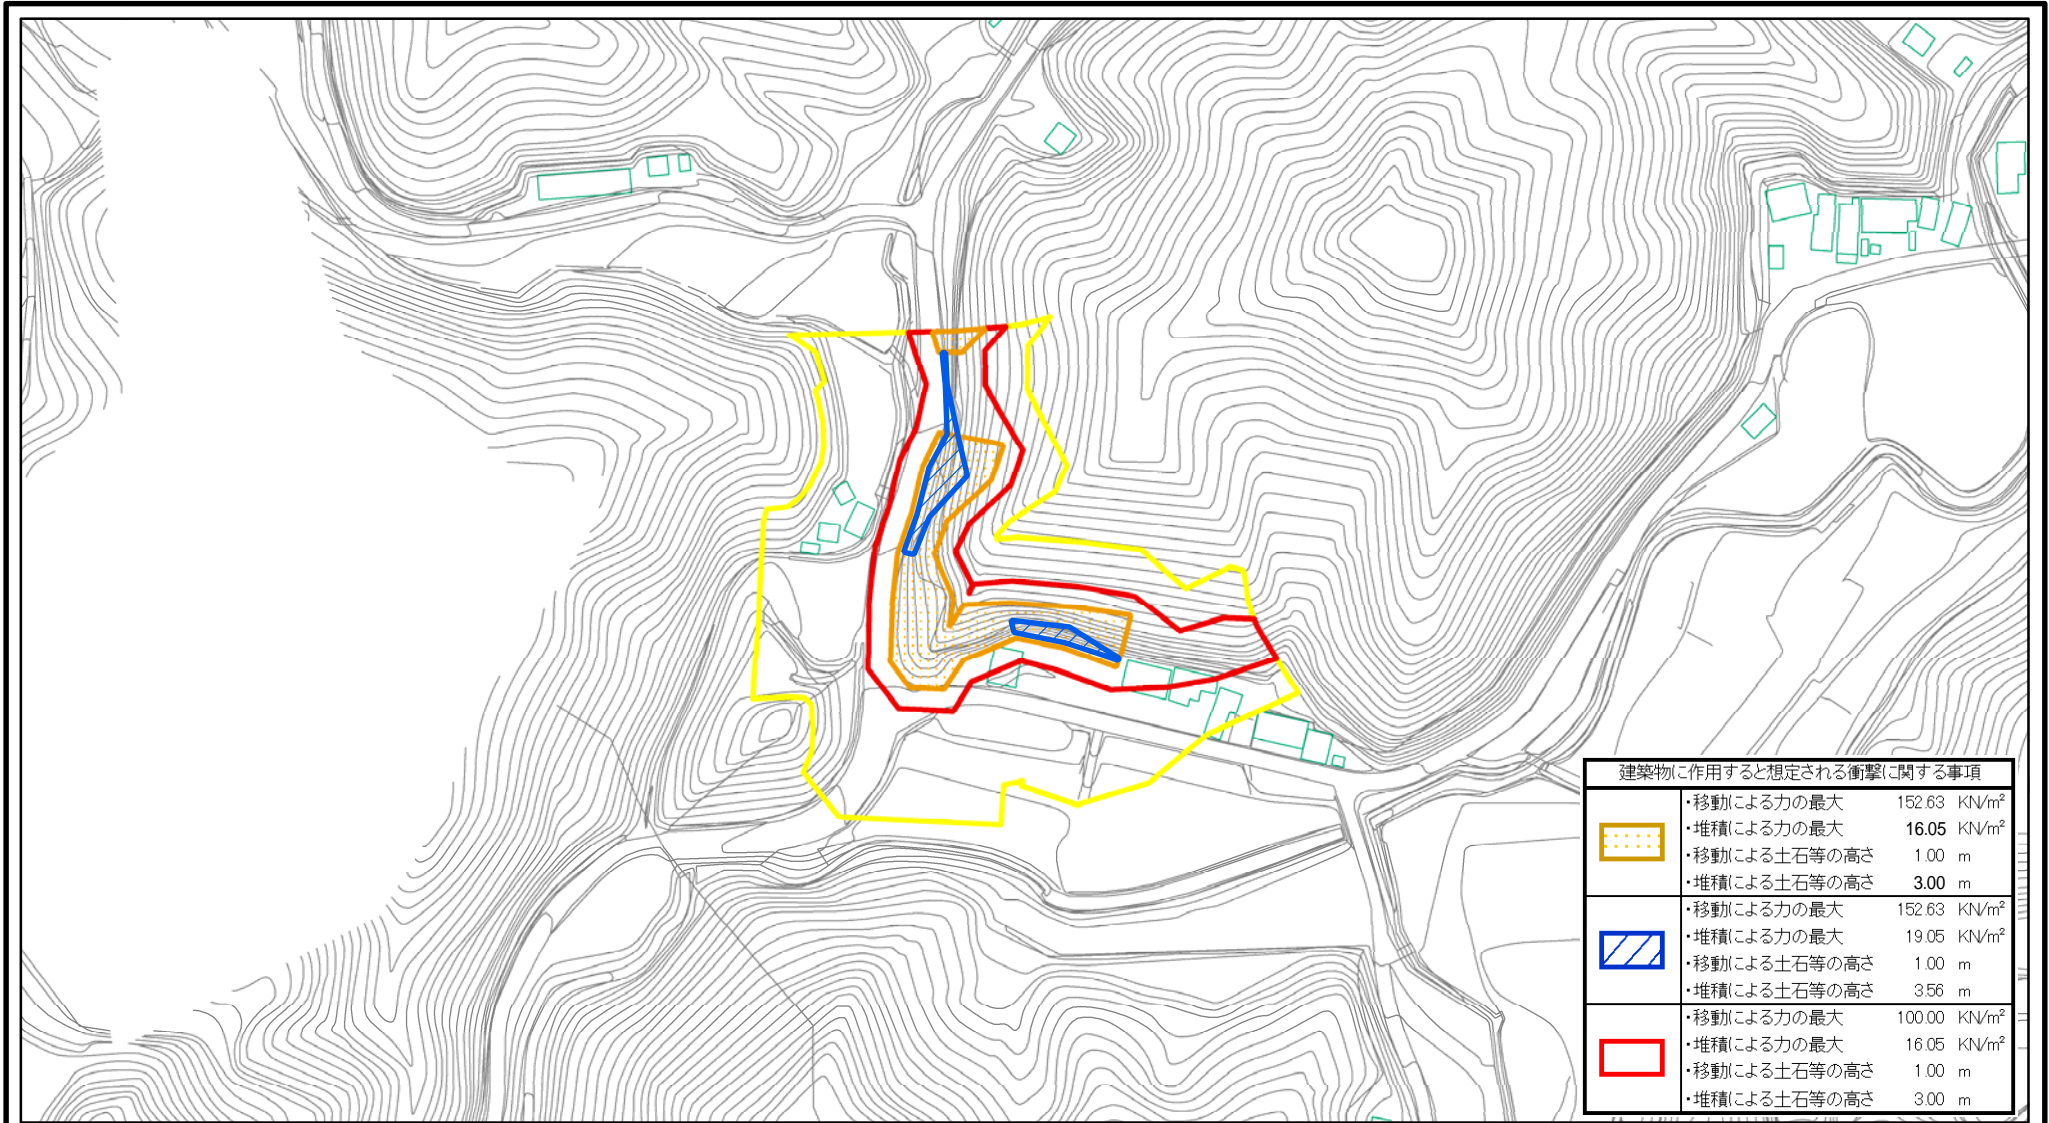 建築物に作用すると想定される衝撃に関する事項
・移動による力の最大 152.63 KN/m²
・堆積による力の最大 16.05 KN/m²
・移動による土石等の高さ 1.00 m
・堆積による土石等の高さ 3.00 m
・移動による力の最大 152.63 KN/m²
・堆積による力の最大 19.05 KN/m²
・移動による土石等の高さ 1.00 m
・堆積による土石等の高さ 3.56 m
・移動による力の最大 100.00 KN/m²
・堆積による力の最大 16.05 KN/m²
・移動による土石等の高さ 1.00 m
・堆積による土石等の高さ 3.00 m